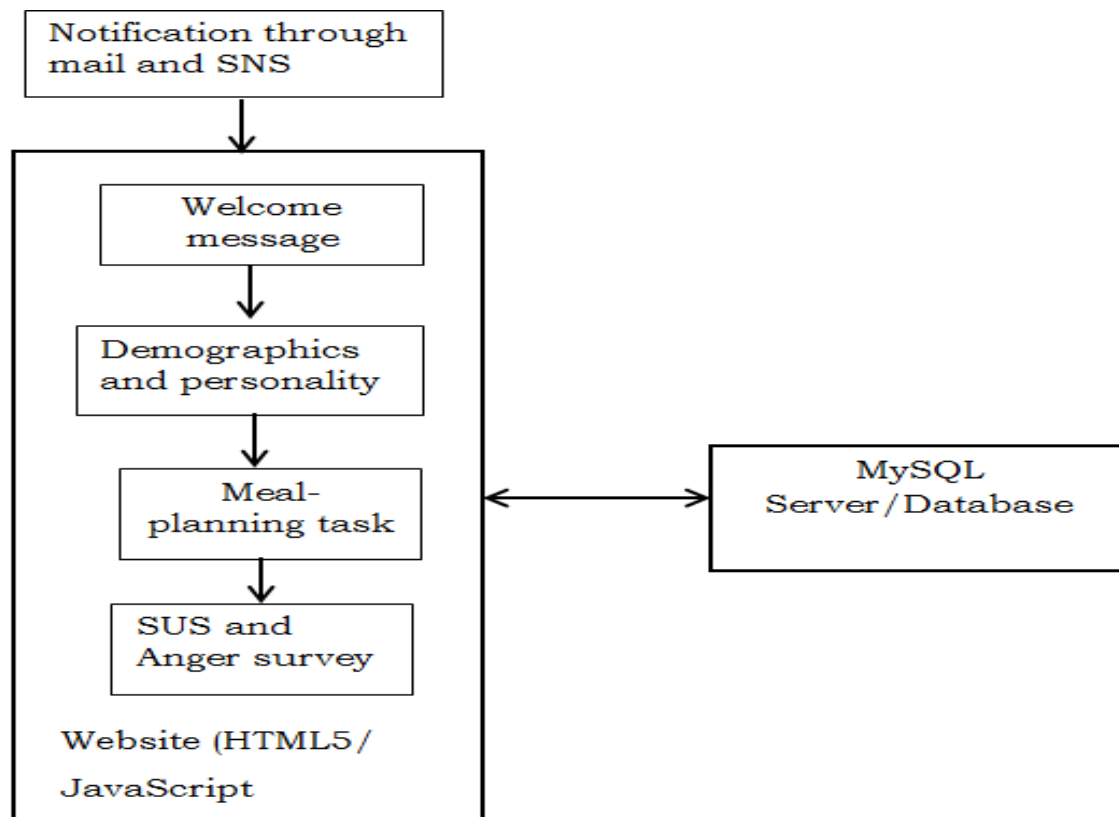 Notification through
mail and SNS
Welcome
message
Demographics
and personality
Meal-
planning task
SUS and
Anger survey
Website (HTML5/
JavaScript
MySQL
Server/Database